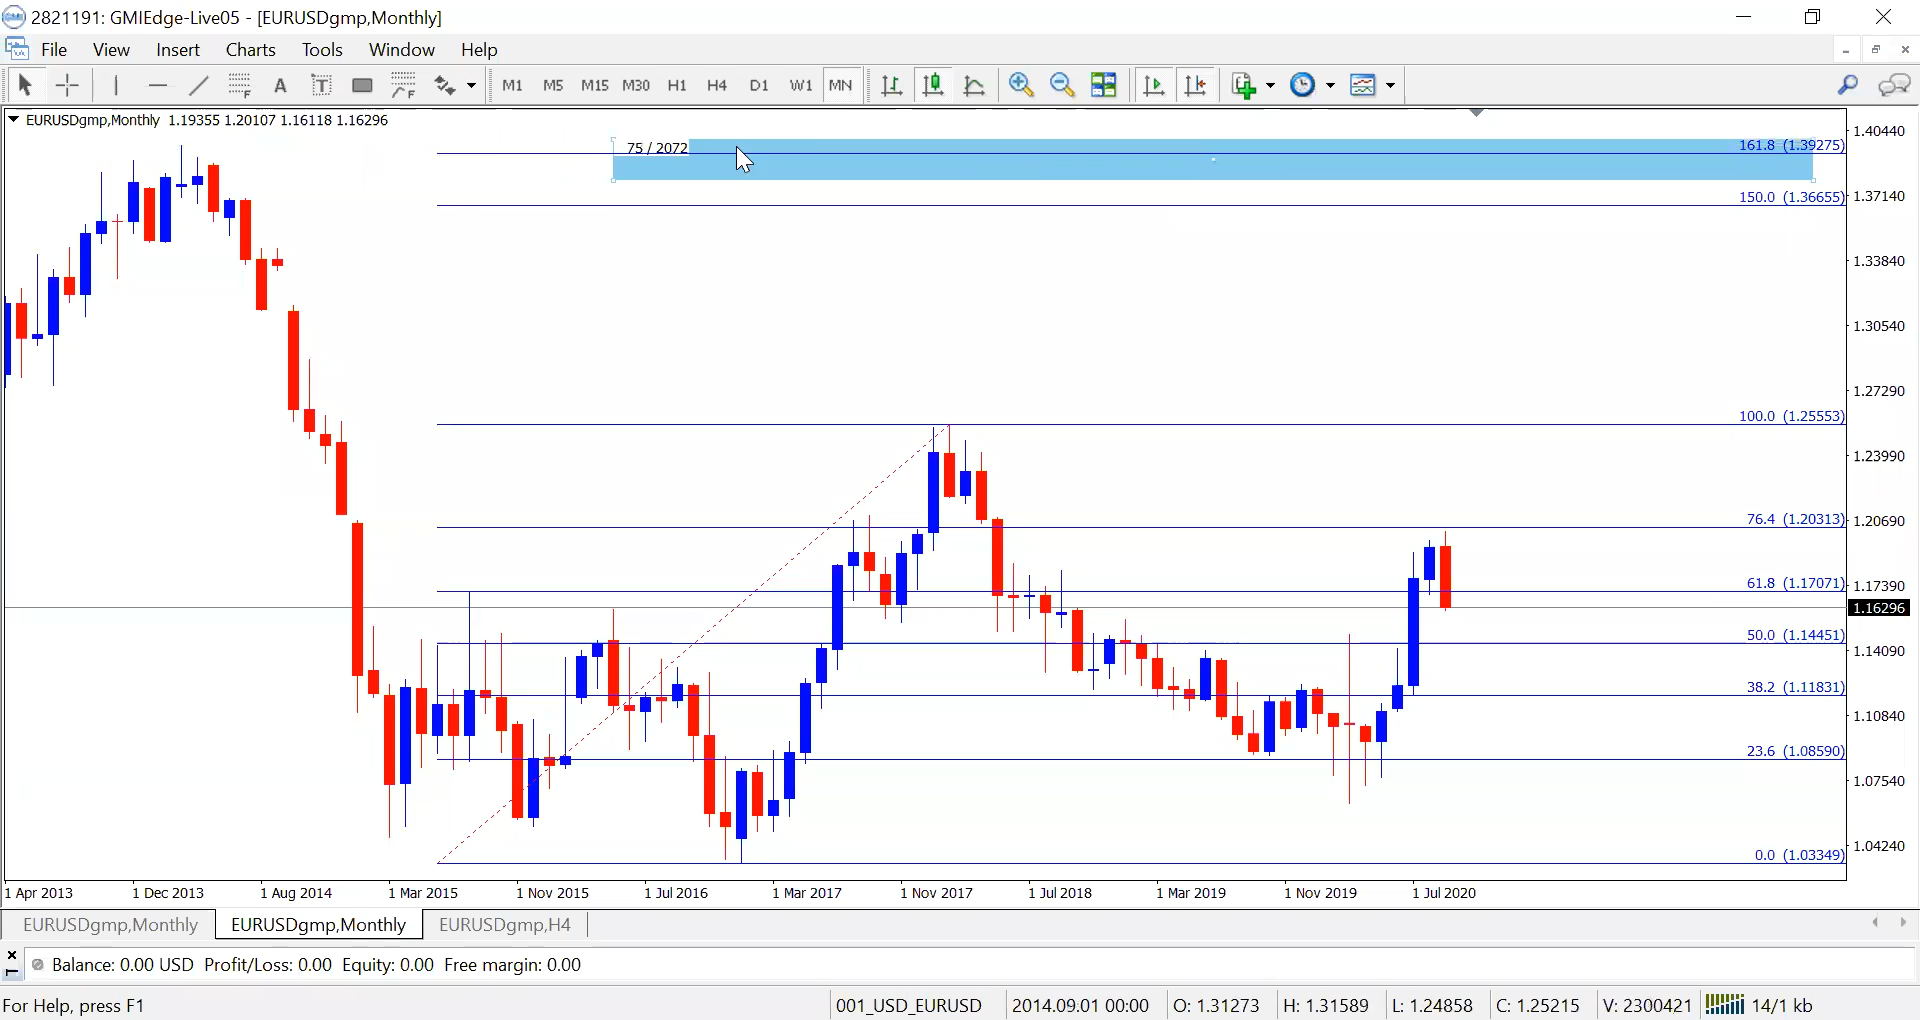 2821191: GMIEdge-Live05 - [EURUSDgmp,Monthly]
File View Insert Charts Tools Window Help
A T M1 M5 M15 M30 H1 H4 D1 W1 MN
EURUSDgmp,Monthly 1.19355 1.20107 1.16118 1.16296
75 / 2072
161.8 (1.39275)
150.0 (1.36655)
100.0 (1.25553)
76.4 (1.20313)
61.8 (1.17071)
50.0 (1.14451)
38.2 (1.11831)
23.6 (1.08590)
0.0 (1.03349)
1.40440
1.37140
1.33840
1.30540
1.27290
1.23990
1.20690
1.17390
1.16296
1.14090
1.10840
1.07540
1.04240
1 Apr 2013 1 Dec 2013 1 Aug 2014 1 Mar 2015 1 Nov 2015 1 Jul 2016 1 Mar 2017 1 Nov 2017 1 Jul 2018 1 Mar 2019 1 Nov 2019 1 Jul 2020
EURUSDgmp,Monthly EURUSDgmp,Monthly EURUSDgmp,H4
Balance: 0.00 USD Profit/Loss: 0.00 Equity: 0.00 Free margin: 0.00
For Help, press F1 001_USD_EURUSD 2014.09.01 00:00 O: 1.31273 H: 1.31589 L: 1.24858 C: 1.25215 V: 2300421 14/1 kb